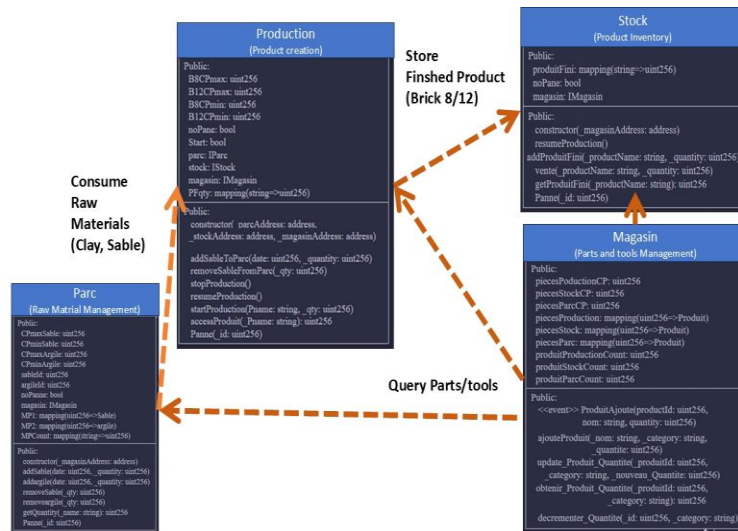 Production
(Product creation)
Public:
B8CPmax: uint256
B12CPmax: uint256
B8CPmin: uint256
B12CPmin: uint256
noPane: bool
Start: bool
parc: IParc
stock: IStock
magasin: IMagasin
PFqty: mapping(string=>uint256)
Public:
constructor(_parcAddress: address,
_stockAddress: address, _magasinAddress: address)
addSableToParc(date: uint256, _quantity: uint256)
removeSableFromParc(_qty: uint256)
stopProduction()
resumeProduction()
startProduction(Pname: string, _qty: uint256)
accessProduit(_Pname: string): uint256
Panne(_id: uint256)
Store
Finshed Product
(Brick 8/12)
Stock
(Product Inventory)
Public:
produitFini: mapping(string=>uint256)
noPane: bool
magasin: IMagasin
Public:
constructor(_magasinAddress: address)
resumeProduction()
addProduitFini(_productName: string, _quantity: uint256)
vente(_productName: string, _quantity: uint256)
getProduitFini(_productName: string): uint256
Panne(_id: uint256)
Consume
Raw
Materials
(Clay, Sable)
Parc
(Raw Matrial Management)
Public:
CPmaxSable: uint256
CPminSable: uint256
CPmaxArgile: uint256
CPminArgile: uint256
sableId: uint256
argileId: uint256
noPanne: bool
magasin: IMagasin
MP1: mapping(uint256=>Sable)
MP2: mapping(uint256=>argile)
MPCount: mapping(string=>uint256)
Public:
constructor(_magasinAddress: address)
addSable(date: uint256, _quantity: uint256)
addargile(date: uint256, _quantity: uint256)
removeSable(_qty: uint256)
removeargile(_qty: uint256)
getQuantity(_name: string): uint256
Panne(_id: uint256)
Query Parts/tools
Magasin
(Parts and tools Management)
Public:
piecesPoductionCP: uint256
piecesStockCP: uint256
piecesParcCP: uint256
piecesProduction: mapping(uint256=>Produit)
piecesStock: mapping(uint256=>Produit)
piecesParc: mapping(uint256=>Produit)
produitProductionCount: uint256
produitStockCount: uint256
produitParcCount: uint256
Public:
<<event>> ProduitAjoute(productId: uint256,
nom: string, quantity: uint256)
ajouteProduit(_nom: string, _category: string,
_quantite: uint256)
update_Produit_Quantite(_produitId: uint256,
_category: string, _nouveau_Quantite: uint256)
obtenir_Produit_Quantite(_produitId: uint256,
_category: string): uint256
decrementer_Quantite(_id: uint256, _category: string)